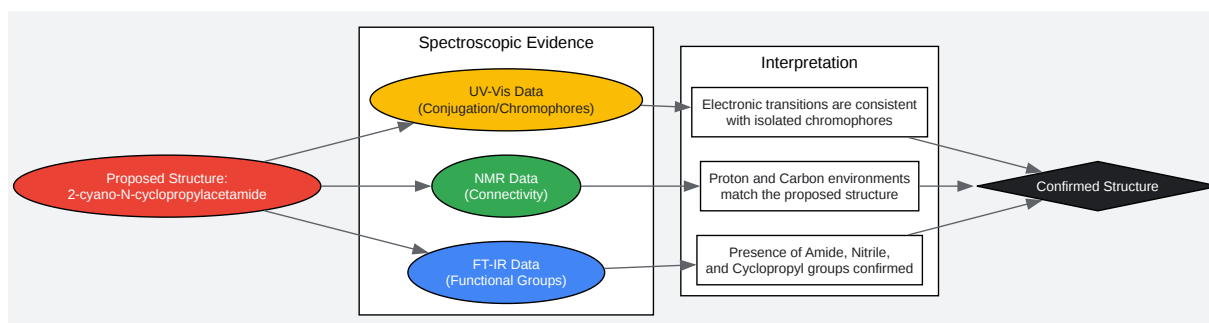 Spectroscopic Evidence
Interpretation
Proposed Structure:
2-cyano-N-cyclopropylacetamide
UV-Vis Data
(Conjugation/Chromophores)
NMR Data
(Connectivity)
FT-IR Data
(Functional Groups)
Electronic transitions are consistent
with isolated chromophores
Proton and Carbon environments
match the proposed structure
Presence of Amide, Nitrile,
and Cyclopropyl groups confirmed
Confirmed Structure